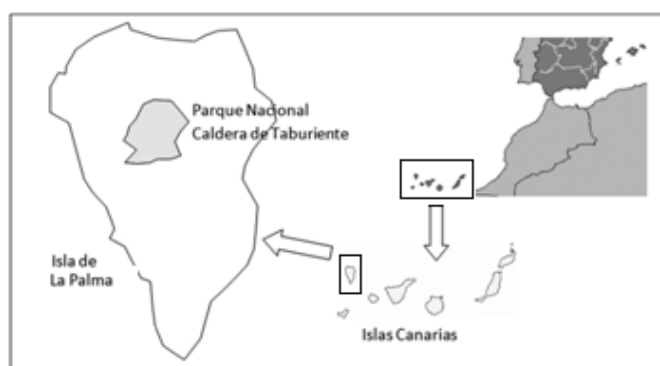 Parque Nacional
Caldera de Taburiente
Isla de
La Palma
Islas Canarias